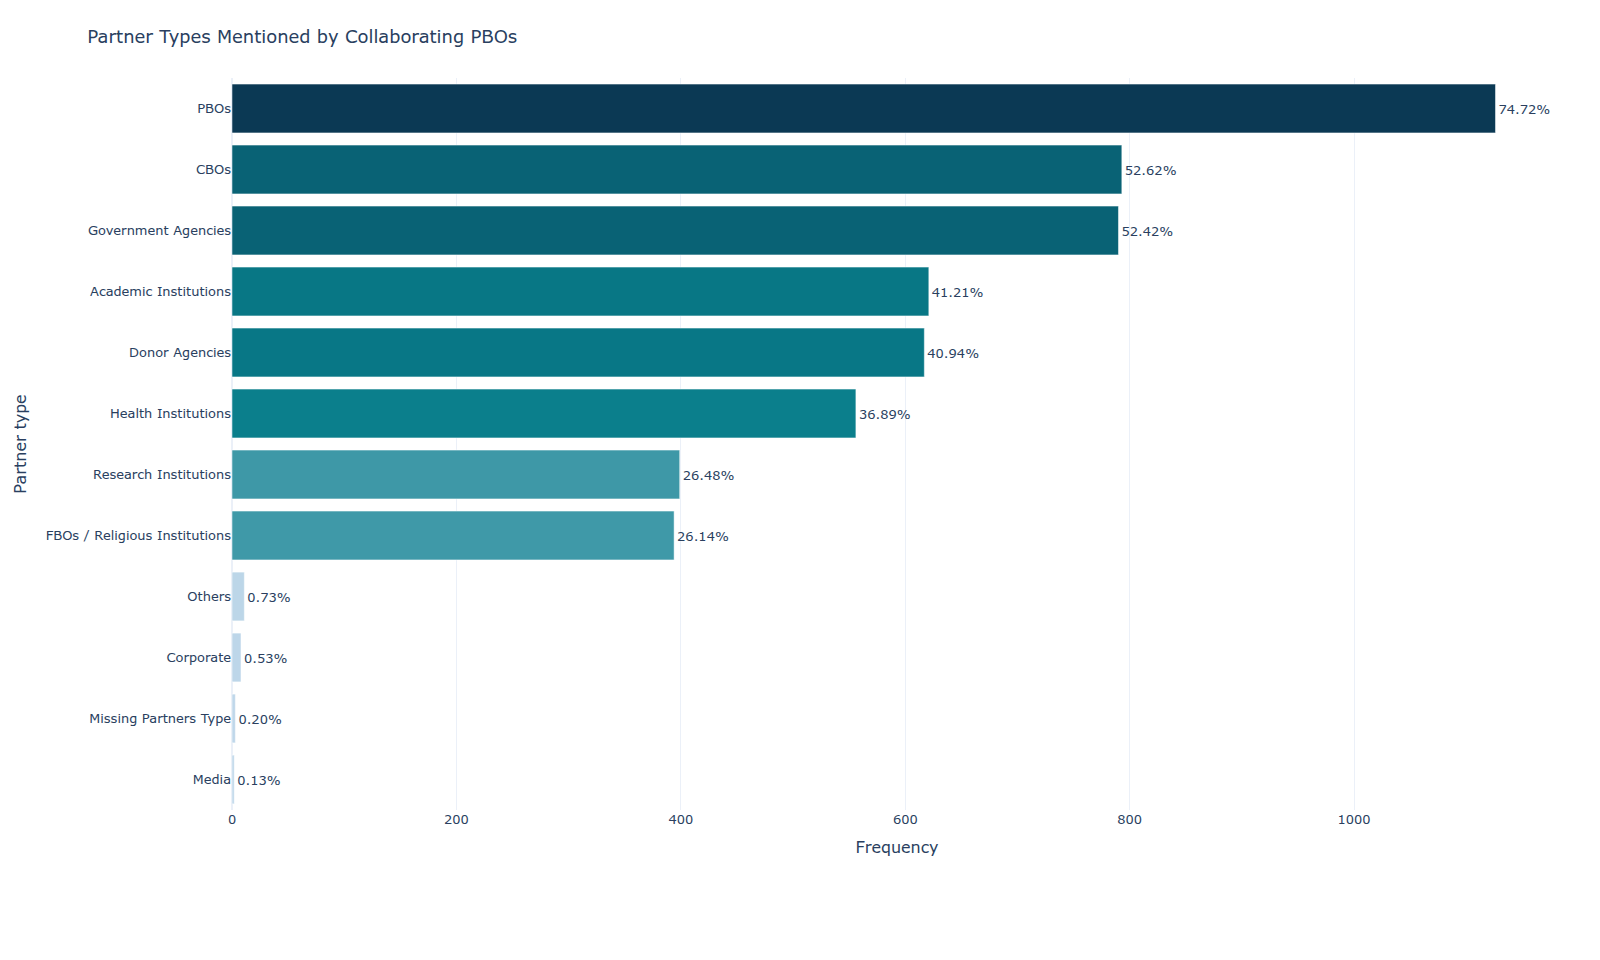 Partner Types Mentioned by Collaborating PBOs
PBOs 74.72%
CBOs 52.62%
Government Agencies 52.42%
Academic Institutions 41.21%
Donor Agencies 40.94%
Health Institutions 36.89%
Research Institutions 26.48%
FBOs / Religious Institutions 26.14%
Others 0.73%
Corporate 0.53%
Missing Partners Type 0.20%
Media 0.13%
0 200 400 600 800 1000
Frequency
Partner type